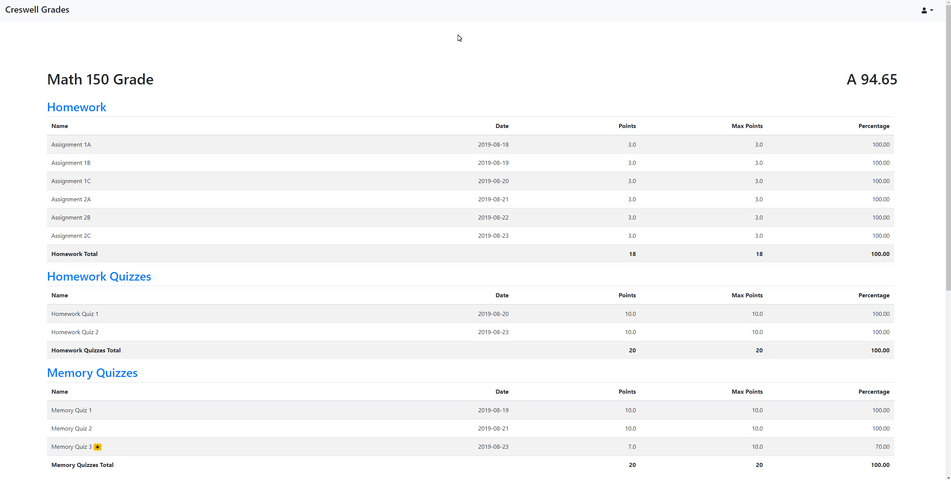 Creswell Grades
Math 150 Grade A 94.65
Homework
Name Date Points Max Points Percentage
Assignment 1A 2019-08-18 3.0 3.0 100.00
Assignment 1B 2019-08-19 3.0 3.0 100.00
Assignment 1C 2019-08-20 3.0 3.0 100.00
Assignment 2A 2019-08-21 3.0 3.0 100.00
Assignment 2B 2019-08-22 3.0 3.0 100.00
Assignment 2C 2019-08-23 3.0 3.0 100.00
Homework Total 18 18 100.00
Homework Quizzes
Name Date Points Max Points Percentage
Homework Quiz 1 2019-08-20 10.0 10.0 100.00
Homework Quiz 2 2019-08-23 10.0 10.0 100.00
Homework Quizzes Total 20 20 100.00
Memory Quizzes
Name Date Points Max Points Percentage
Memory Quiz 1 2019-08-19 10.0 10.0 100.00
Memory Quiz 2 2019-08-21 10.0 10.0 100.00
Memory Quiz 3 2019-08-23 7.0 10.0 70.00
Memory Quizzes Total 20 20 100.00